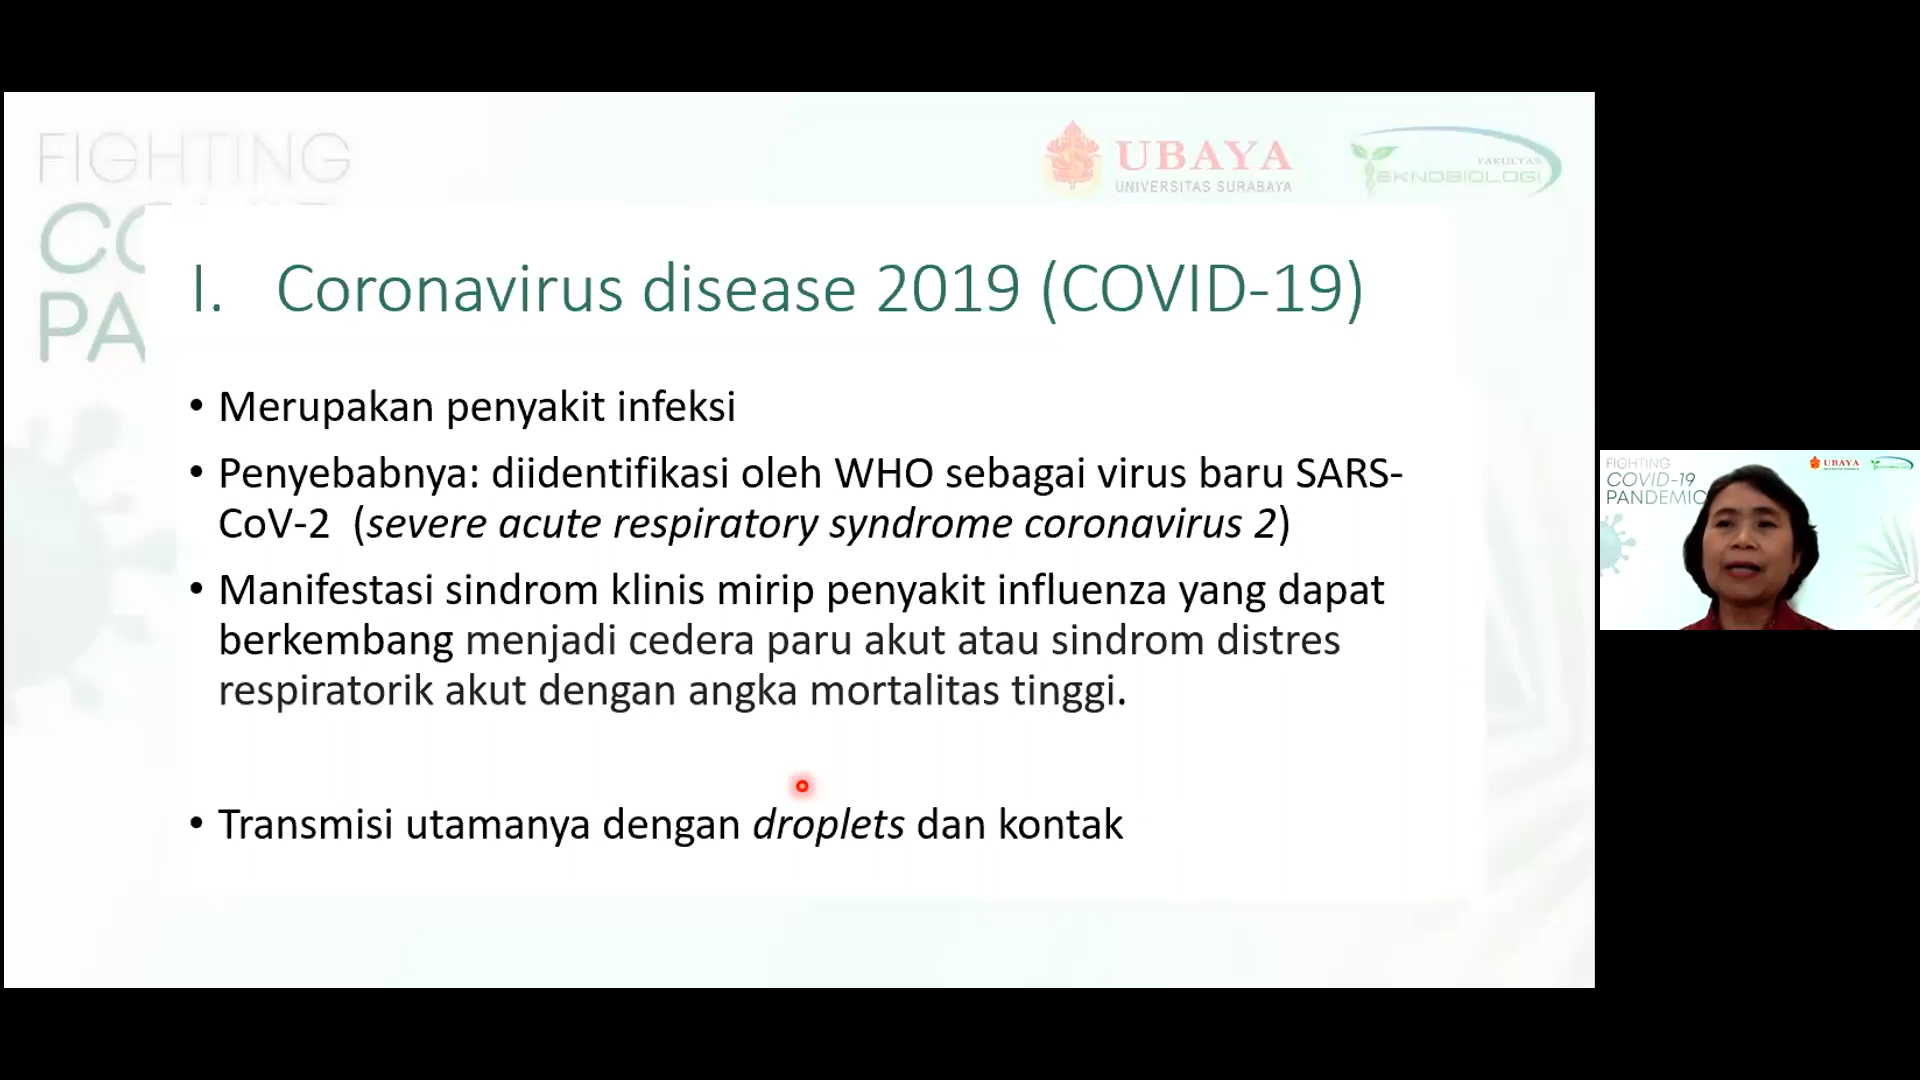 FIGHTING
CO
PA
UBAYA
UNIVERSITAS SURABAYA
FAKULTAS
TEKNOBIOLOGI
I. Coronavirus disease 2019 (COVID-19)
• Merupakan penyakit infeksi
• Penyebabnya: diidentifikasi oleh WHO sebagai virus baru SARS-
CoV-2 (severe acute respiratory syndrome coronavirus 2)
• Manifestasi sindrom klinis mirip penyakit influenza yang dapat
berkembang menjadi cedera paru akut atau sindrom distres
respiratorik akut dengan angka mortalitas tinggi.
• Transmisi utamanya dengan droplets dan kontak
FIGHTING
COVID-19
PANDEMIC
UBAYA